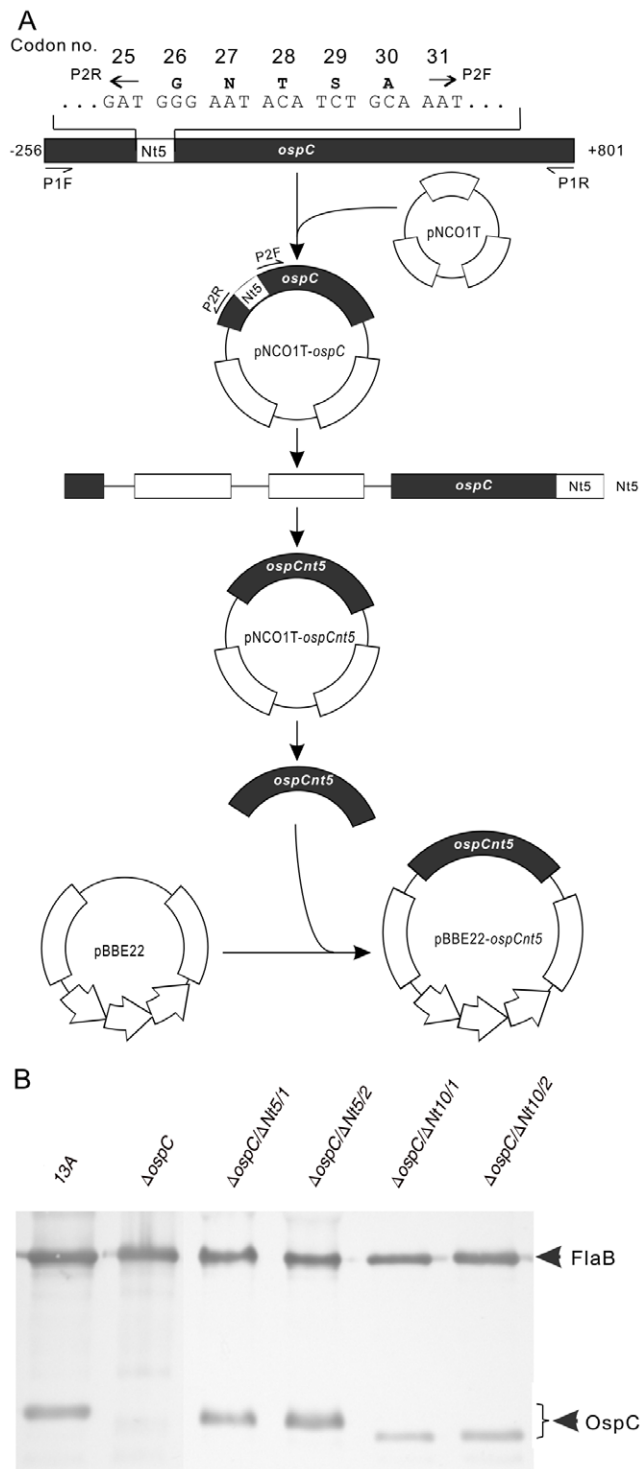 A
Codon no. 25 26 27 28 29 30 31
P2R G N T S A P2F
...GAT GGG AAT ACA TCT GCA AAT...
-256 Nt5 ospC +801
P1F P1R
pNCO1T
P2R Nt5 P2F ospC
pNCO1T-ospC
ospC Nt5 Nt5
ospCnt5
pNCO1T-ospCnt5
ospCnt5
ospCnt5
pBBE22
pBBE22-ospCnt5
B
13A ΔospC ΔospC/ΔNt5/1 ΔospC/ΔNt5/2 ΔospC/ΔNt10/1 ΔospC/ΔNt10/2
FlaB
OspC